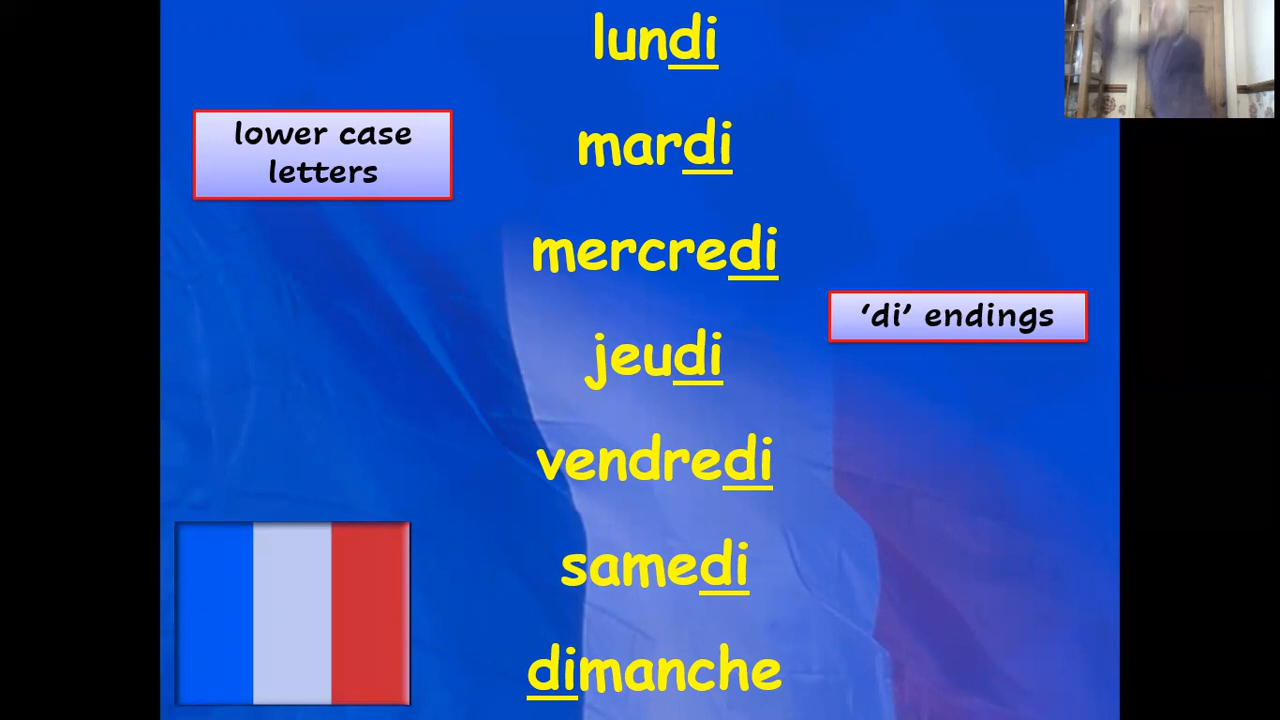 lundi
lower case
letters
mardi
mercredi
'di' endings
jeudi
vendredi
samedi
dimanche